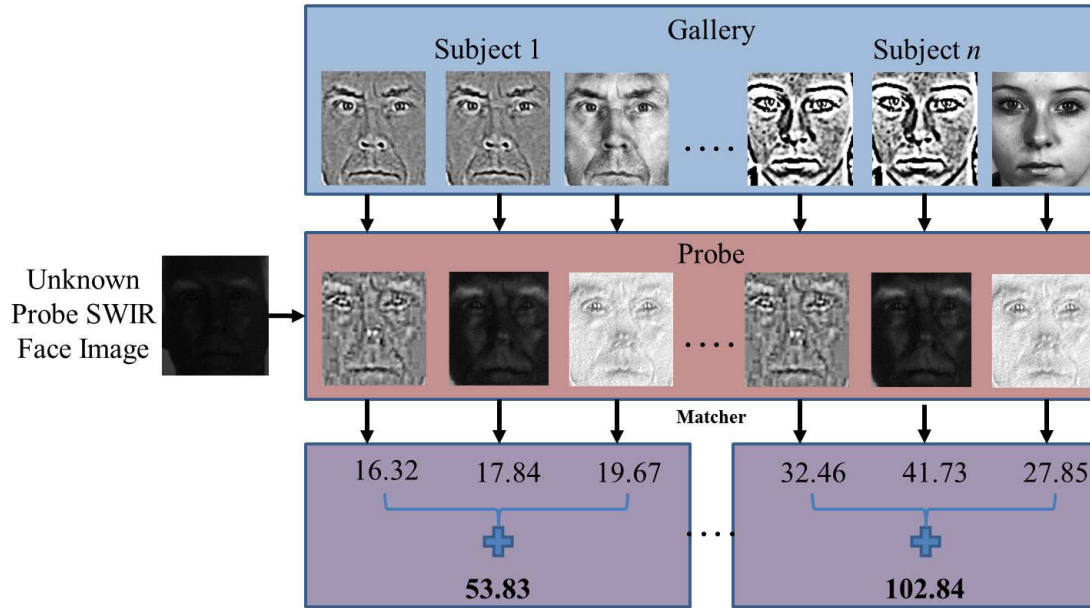 Gallery
Subject 1
Subject n
. . . .
Unknown
Probe SWIR
Face Image
Probe
. . . .
Matcher
16.32 17.84 19.67
32.46 41.73 27.85
. . . .
53.83
102.84